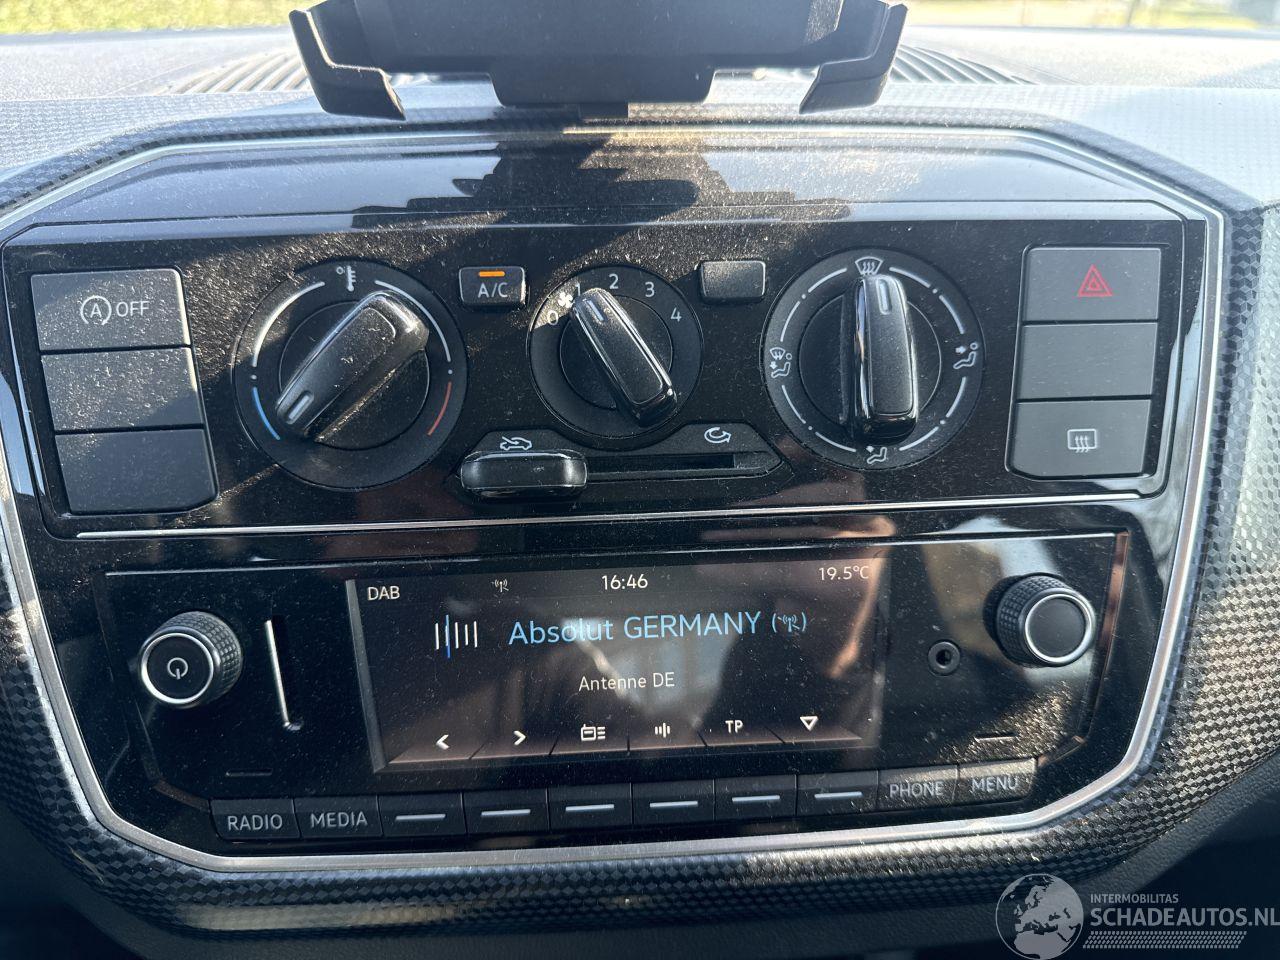 OFF
A/C
0 1 2 3 4
DAB 16:46 19.5°C
Absolut GERMANY
Antenne DE
TP
RADIO MEDIA PHONE MENU
INTERMOBILITAS
SCHADEAUTOS.NL